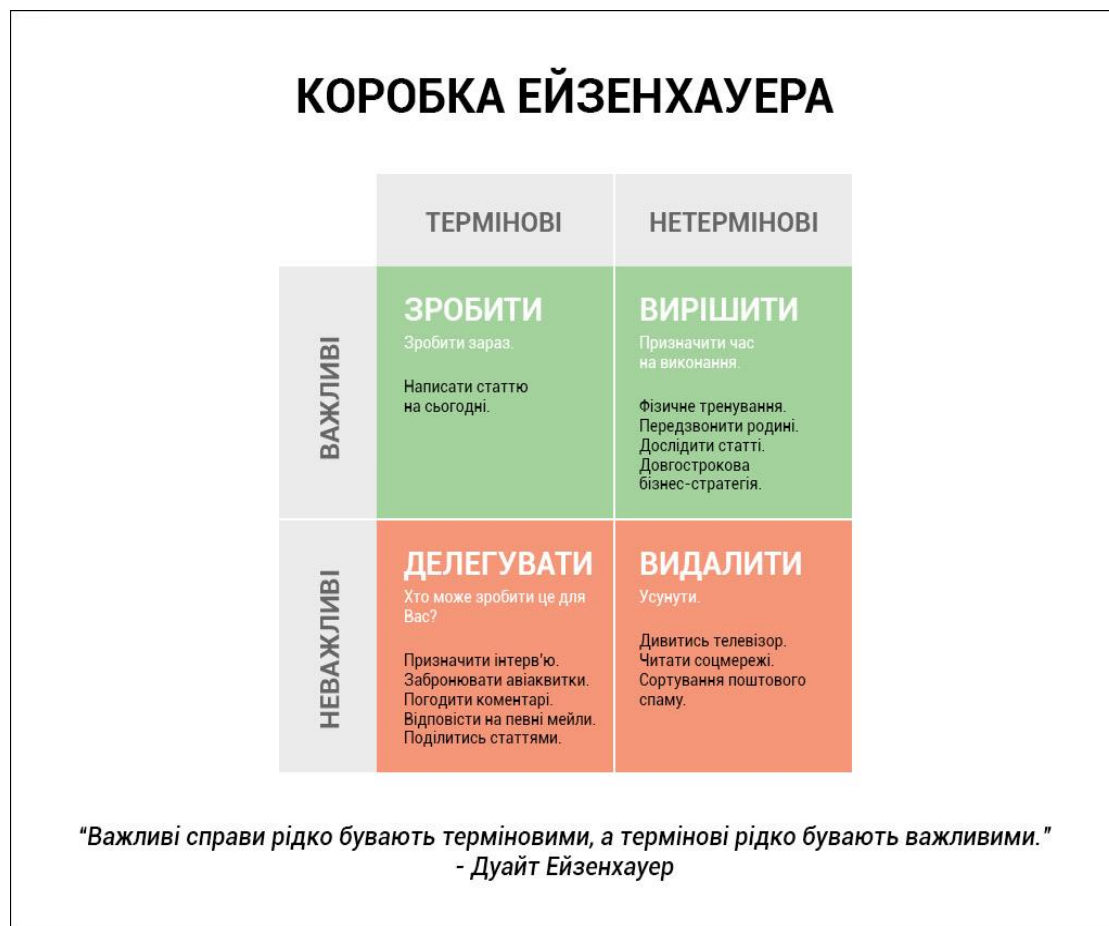 КОРОБКА ЕЙЗЕНХАУЕРА
ТЕРМІНОВІ
НЕТЕРМІНОВІ
ВАЖЛИВІ
ЗРОБИТИ
Зробити зараз.
Написати статтю
на сьогодні.
ВИРІШИТИ
Призначити час
на виконання.
Фізичне тренування.
Передзвонити родині.
Дослідити статті.
Довгострокова
бізнес-стратегія.
НЕВАЖЛИВІ
ДЕЛЕГУВАТИ
Хто може зробити це для
Вас?
Призначити інтерв'ю.
Забронювати авіаквитки.
Погодити коментарі.
Відповісти на певні мейли.
Поділитись статтями.
ВИДАЛИТИ
Усунути.
Дивитись телевізор.
Читати соцмережі.
Сортування поштового
спаму.
"Важливі справи рідко бувають терміновими, а термінові рідко бувають важливими."
- Дуайт Ейзенхауер